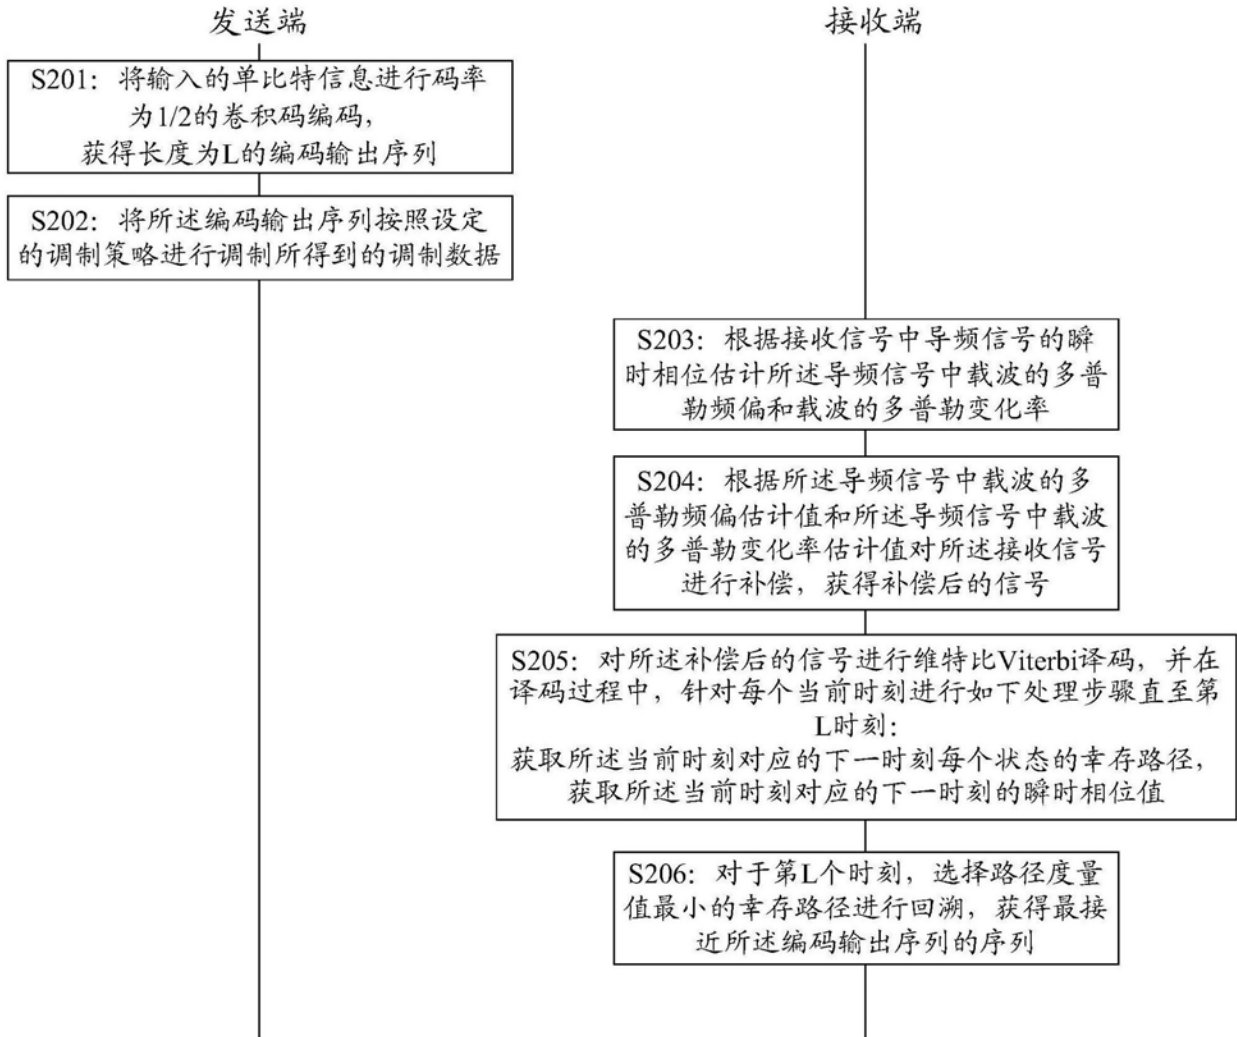 发送端
接收端
S201：将输入的单比特信息进行码率
为1/2的卷积码编码，
获得长度为L的编码输出序列
S202：将所述编码输出序列按照设定
的调制策略进行调制所得到的调制数据
S203：根据接收信号中导频信号的瞬
时相位估计所述导频信号中载波的多普
勒频偏和载波的多普勒变化率
S204：根据所述导频信号中载波的多
普勒频偏估计值和所述导频信号中载波
的多普勒变化率估计值对所述接收信号
进行补偿，获得补偿后的信号
S205：对所述补偿后的信号进行维特比Viterbi译码，并在
译码过程中，针对每个当前时刻进行如下处理步骤直至第
L时刻：
获取所述当前时刻对应的下一时刻每个状态的幸存路径，
获取所述当前时刻对应的下一时刻的瞬时相位值
S206：对于第L个时刻，选择路径度量
值最小的幸存路径进行回溯，获得最接
近所述编码输出序列的序列